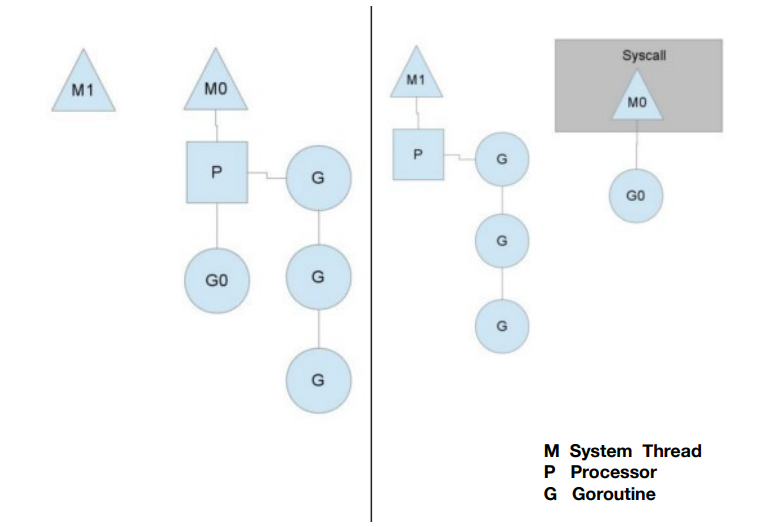 M1
M0
P
G
G0
G
G
M1
P
G
G
G
Syscall
M0
G0
M System Thread
P Processor
G Goroutine